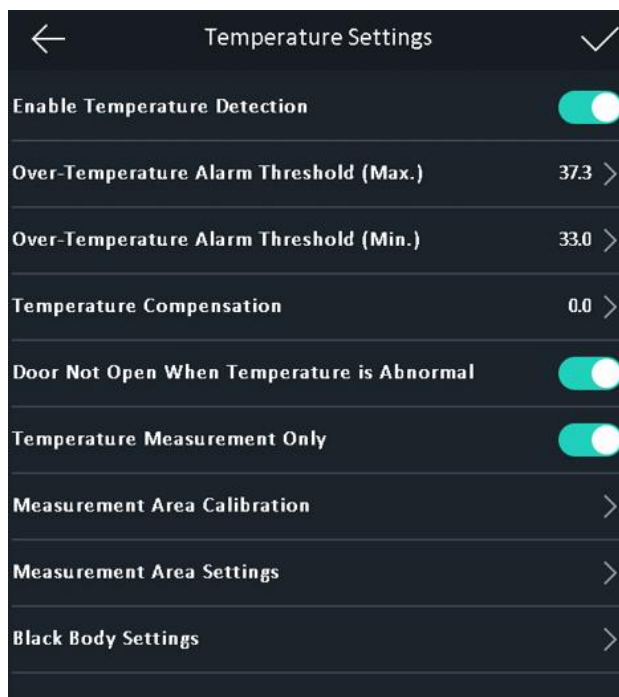 Temperature Settings
Enable Temperature Detection
Over-Temperature Alarm Threshold (Max.) 37.3
Over-Temperature Alarm Threshold (Min.) 33.0
Temperature Compensation 0.0
Door Not Open When Temperature is Abnormal
Temperature Measurement Only
Measurement Area Calibration
Measurement Area Settings
Black Body Settings